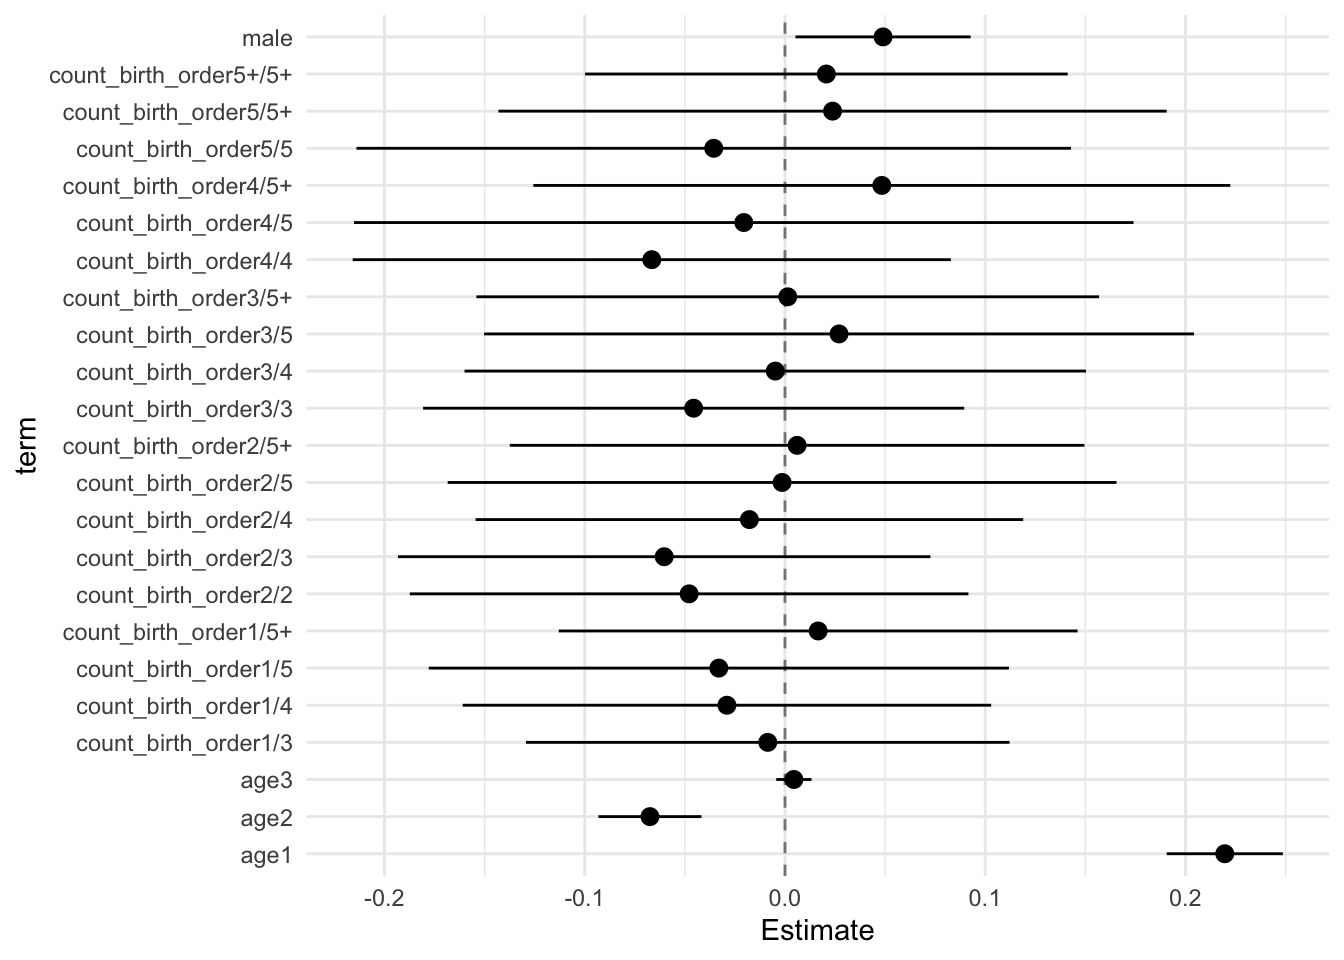 male
count_birth_order5+/5+
count_birth_order5/5+
count_birth_order5/5
count_birth_order4/5+
count_birth_order4/5
count_birth_order4/4
count_birth_order3/5+
count_birth_order3/5
count_birth_order3/4
count_birth_order3/3
count_birth_order2/5+
count_birth_order2/5
count_birth_order2/4
count_birth_order2/3
count_birth_order2/2
count_birth_order1/5+
count_birth_order1/5
count_birth_order1/4
count_birth_order1/3
age3
age2
age1
term
-0.2 -0.1 0.0 0.1 0.2
Estimate